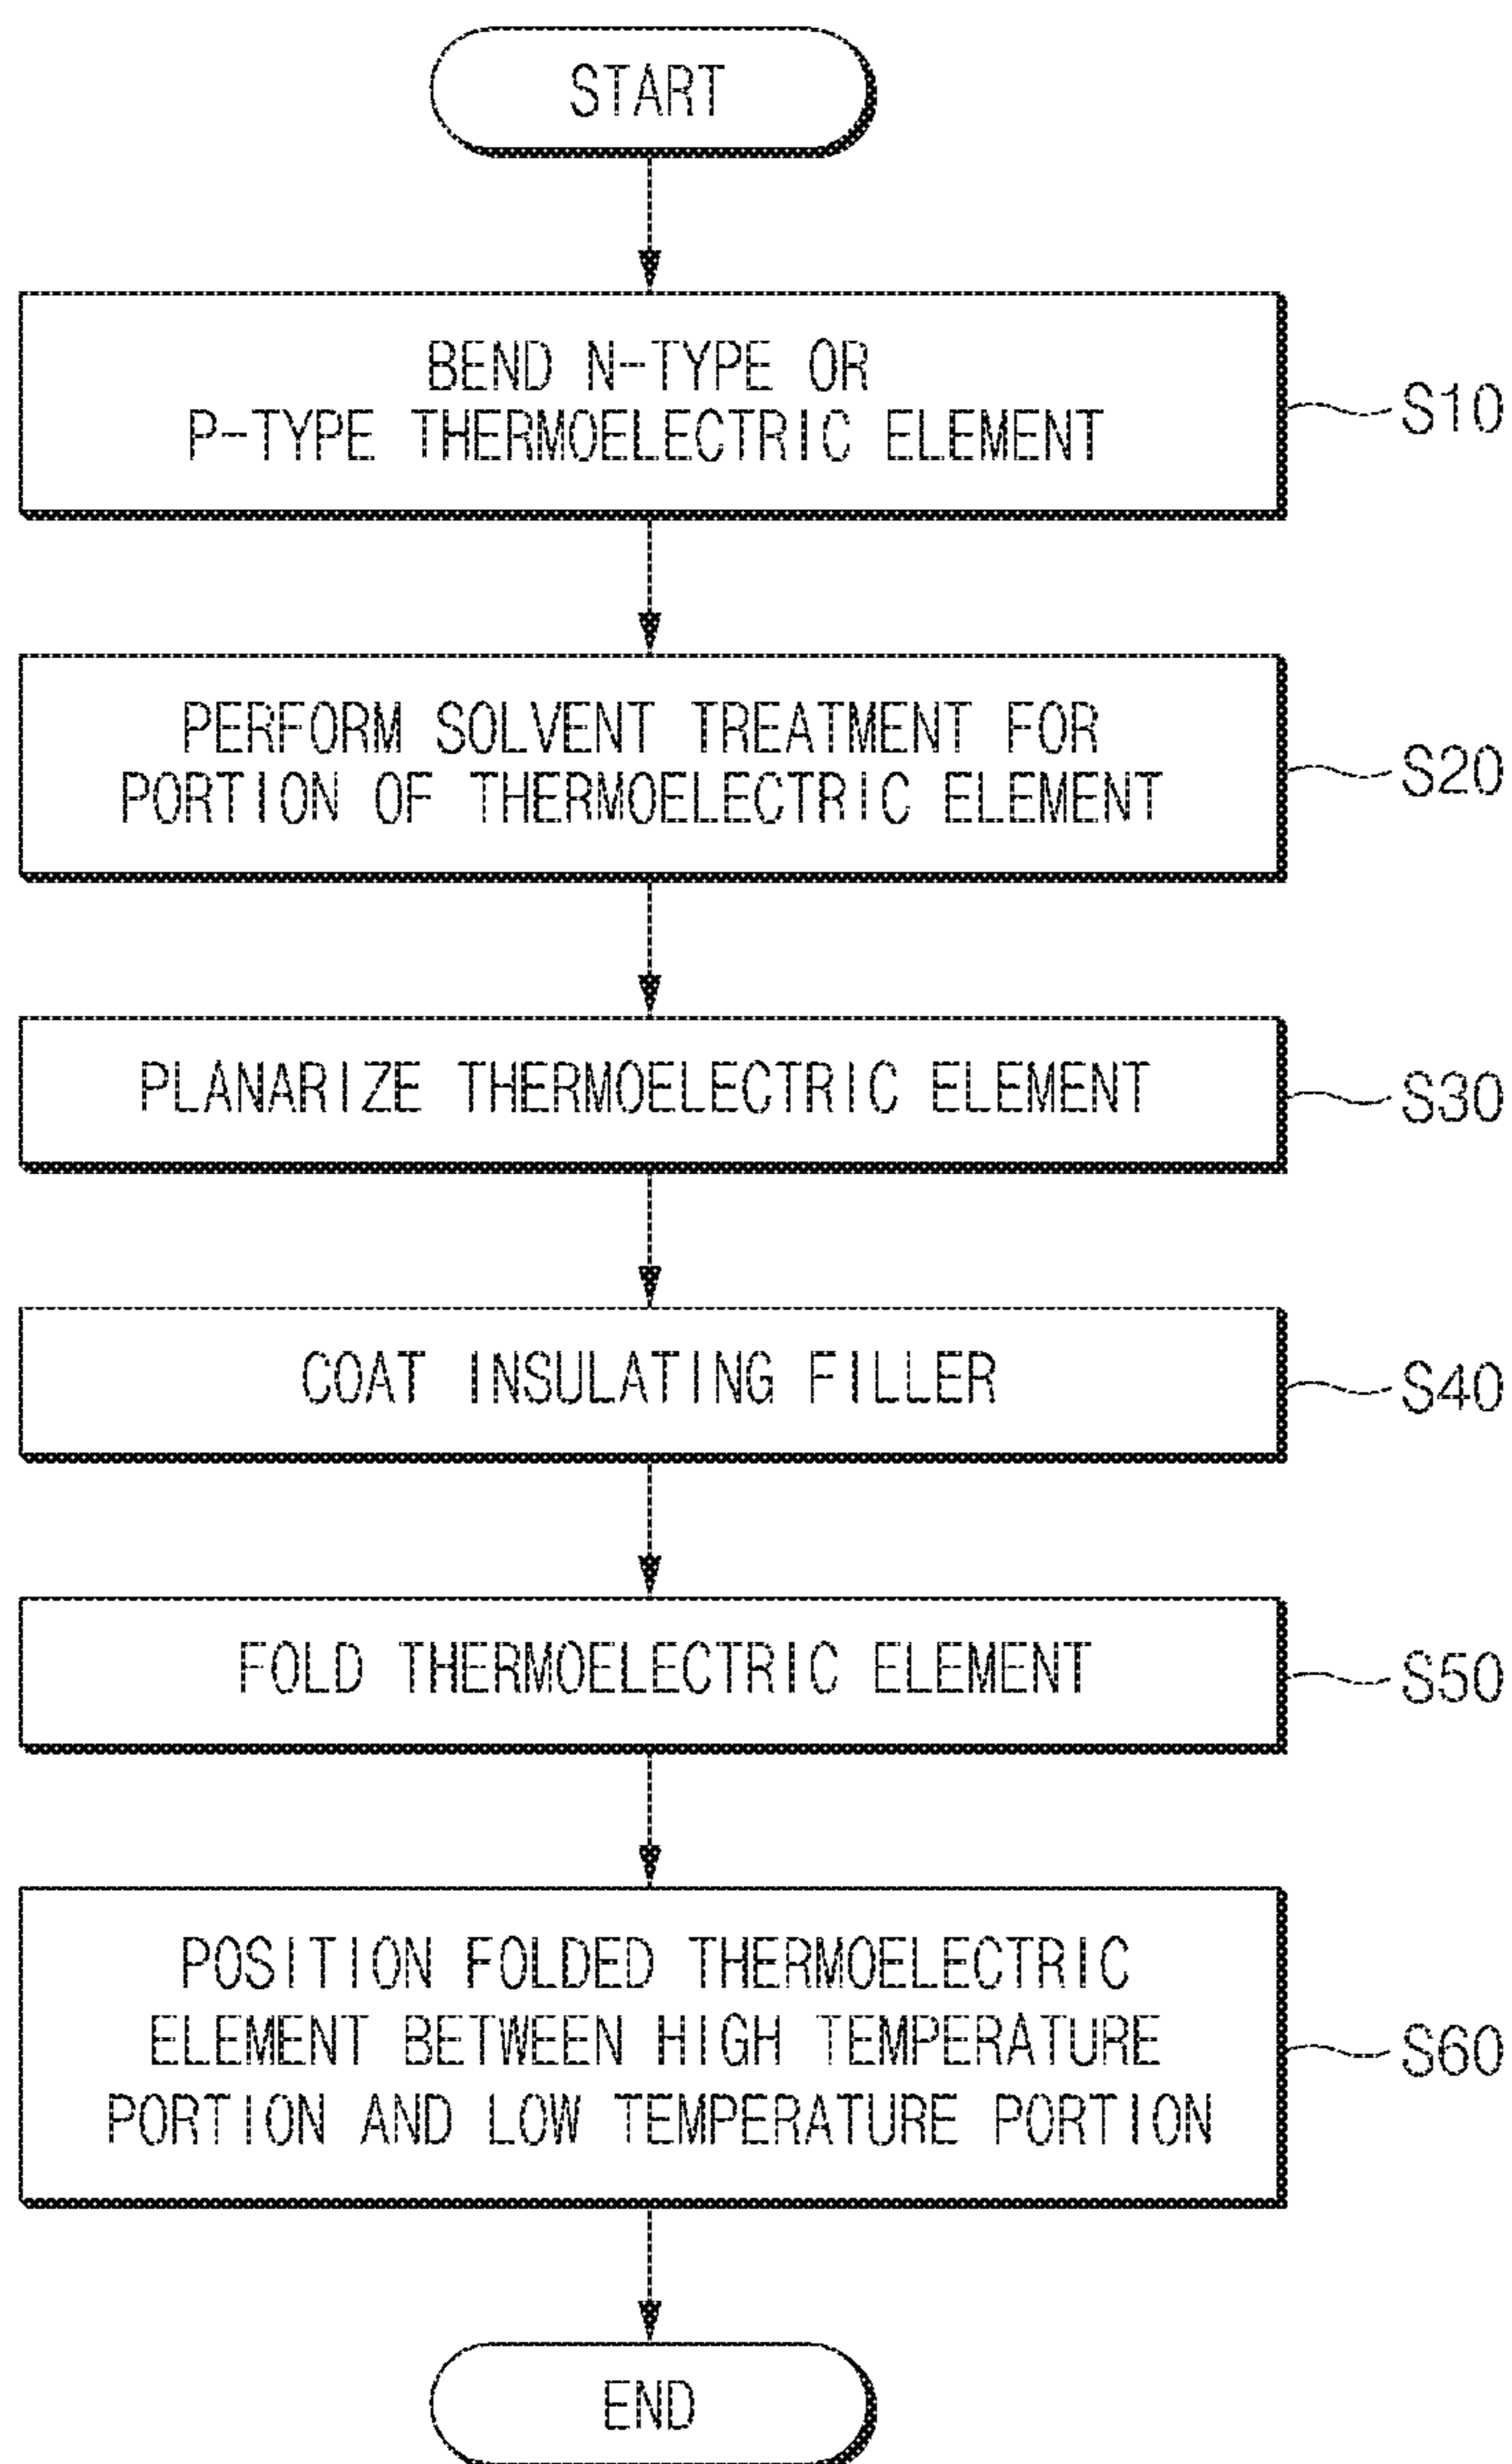 START
BEND N-TYPE OR
P-TYPE THERMOELECTRIC ELEMENT
S10
PERFORM SOLVENT TREATMENT FOR
PORTION OF THERMOELECTRIC ELEMENT
S20
PLANARIZE THERMOELECTRIC ELEMENT
S30
COAT INSULATING FILLER
S40
FOLD THERMOELECTRIC ELEMENT
S50
POSITION FOLDED THERMOELECTRIC
ELEMENT BETWEEN HIGH TEMPERATURE
PORTION AND LOW TEMPERATURE PORTION
S60
END